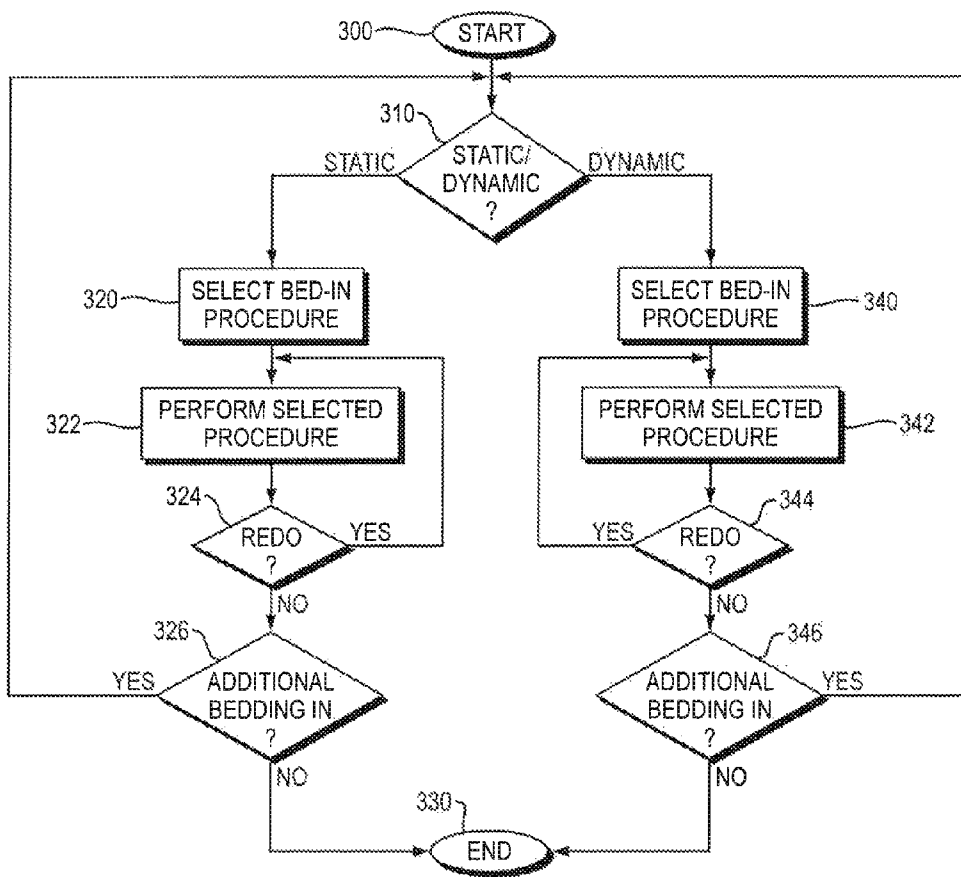 300
START
310
STATIC
STATIC/
DYNAMIC
?
DYNAMIC
320
SELECT BED-IN
PROCEDURE
SELECT BED-IN
PROCEDURE
340
322
PERFORM SELECTED
PROCEDURE
PERFORM SELECTED
PROCEDURE
342
324
REDO
?
YES
NO
344
YES
REDO
?
NO
326
YES
ADDITIONAL
BEDDING IN
?
NO
346
ADDITIONAL
BEDDING IN
?
YES
NO
330
END